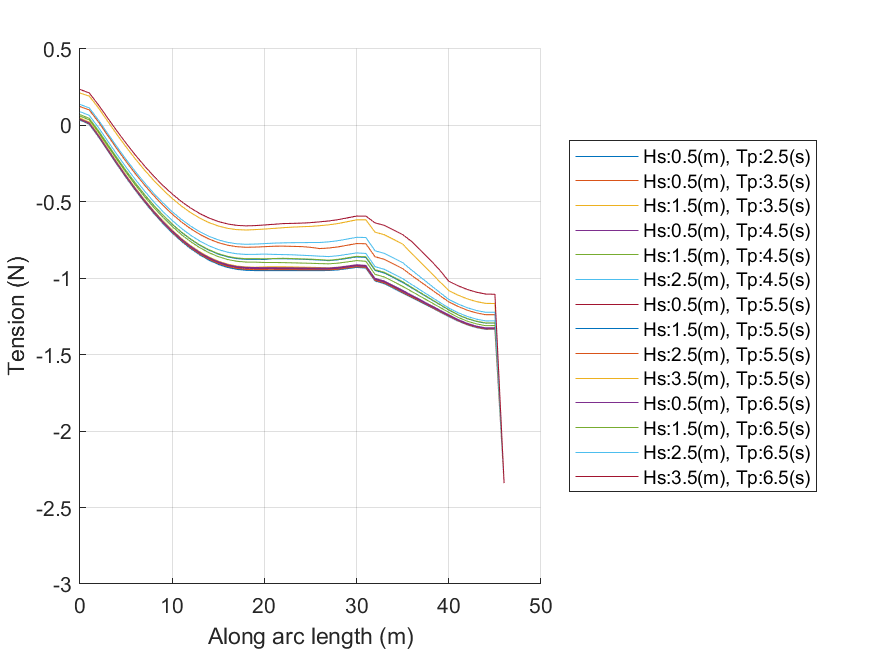 0.5
0
-0.5
-1
-1.5
-2
-2.5
-3
Tension (N)
0 10 20 30 40 50
Along arc length (m)
Hs:0.5(m), Tp:2.5(s)
Hs:0.5(m), Tp:3.5(s)
Hs:1.5(m), Tp:3.5(s)
Hs:0.5(m), Tp:4.5(s)
Hs:1.5(m), Tp:4.5(s)
Hs:2.5(m), Tp:4.5(s)
Hs:0.5(m), Tp:5.5(s)
Hs:1.5(m), Tp:5.5(s)
Hs:2.5(m), Tp:5.5(s)
Hs:3.5(m), Tp:5.5(s)
Hs:0.5(m), Tp:6.5(s)
Hs:1.5(m), Tp:6.5(s)
Hs:2.5(m), Tp:6.5(s)
Hs:3.5(m), Tp:6.5(s)